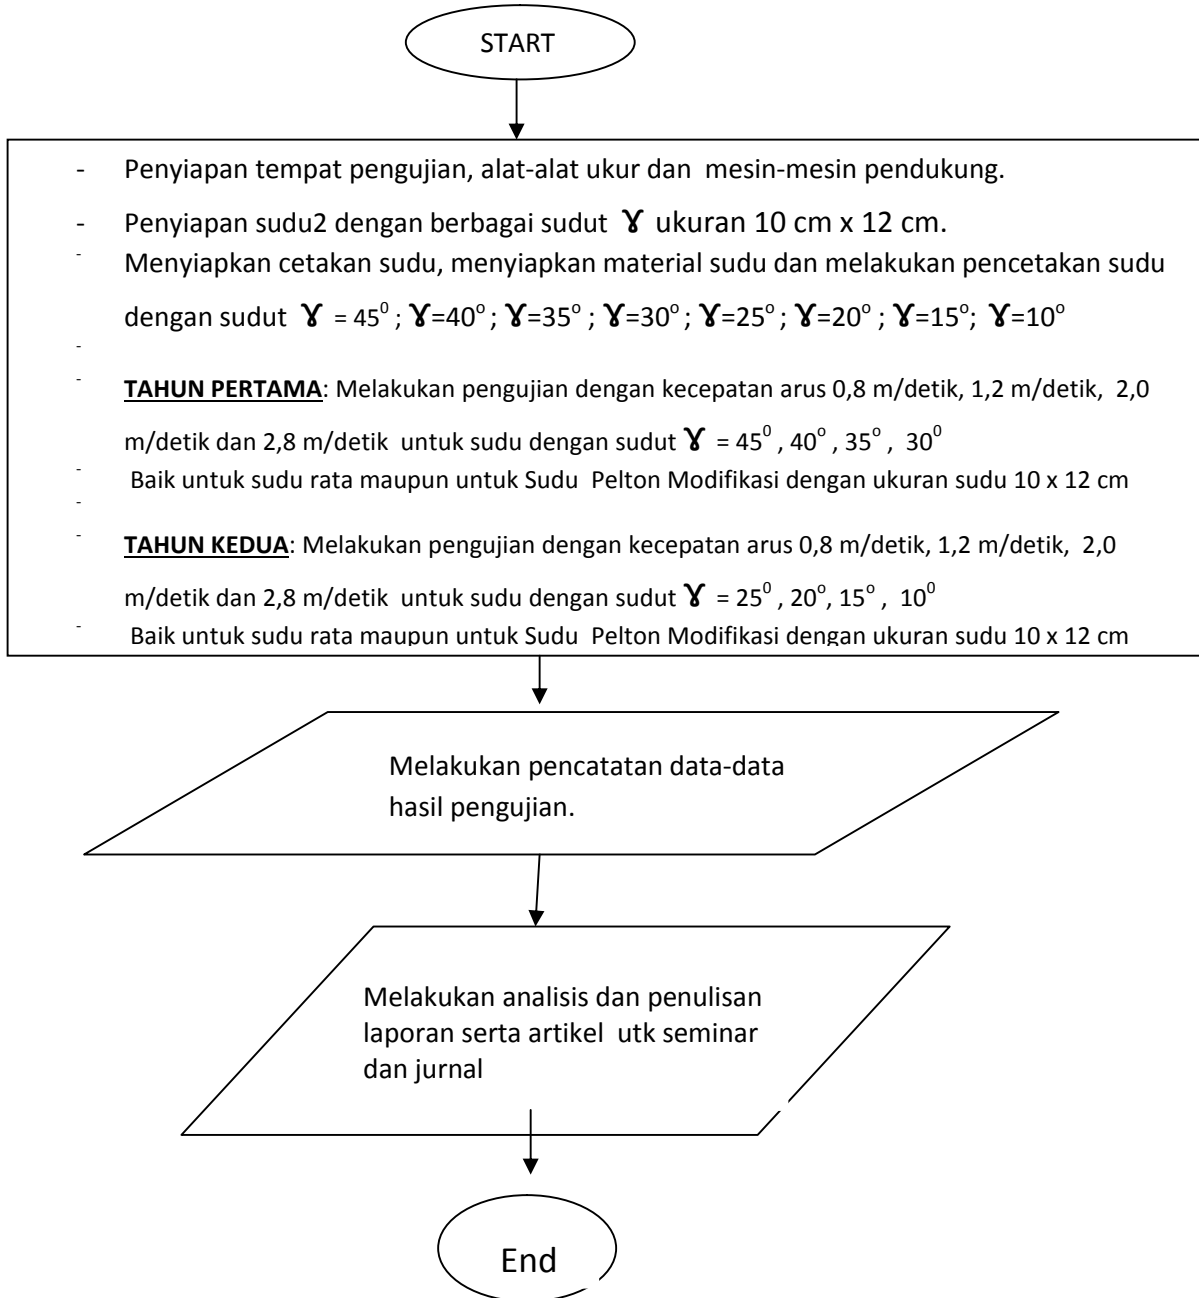 START
- Penyiapan tempat pengujian, alat-alat ukur dan mesin-mesin pendukung.
- Penyiapan sudu2 dengan berbagai sudut Ɣ ukuran 10 cm x 12 cm.
- Menyiapkan cetakan sudu, menyiapkan material sudu dan melakukan pencetakan sudu
dengan sudut Ɣ = 45⁰ ; Ɣ=40° ; Ɣ=35° ; Ɣ=30° ; Ɣ=25° ; Ɣ=20° ; Ɣ=15°; Ɣ=10°
-
- TAHUN PERTAMA: Melakukan pengujian dengan kecepatan arus 0,8 m/detik, 1,2 m/detik, 2,0
m/detik dan 2,8 m/detik untuk sudu dengan sudut Ɣ = 45⁰ , 40° , 35° , 30⁰
- Baik untuk sudu rata maupun untuk Sudu Pelton Modifikasi dengan ukuran sudu 10 x 12 cm
-
- TAHUN KEDUA: Melakukan pengujian dengan kecepatan arus 0,8 m/detik, 1,2 m/detik, 2,0
m/detik dan 2,8 m/detik untuk sudu dengan sudut Ɣ = 25⁰ , 20°, 15° , 10⁰
- Baik untuk sudu rata maupun untuk Sudu Pelton Modifikasi dengan ukuran sudu 10 x 12 cm
Melakukan pencatatan data-data
hasil pengujian.
Melakukan analisis dan penulisan
laporan serta artikel utk seminar
dan jurnal
End